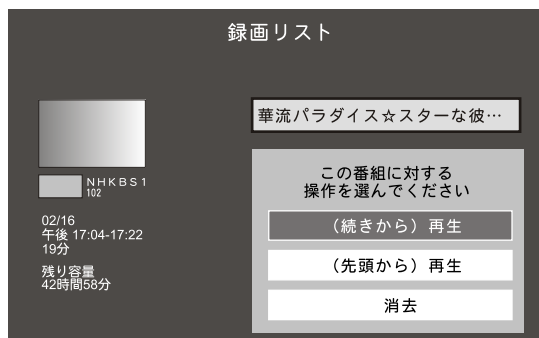 録画リスト
華流パラダイス☆スターな彼…
NHKBS1
102
02/16
午後 17:04-17:22
19分
残り容量
42時間58分
この番組に対する
操作を選んでください
（続きから）再生
（先頭から）再生
消去